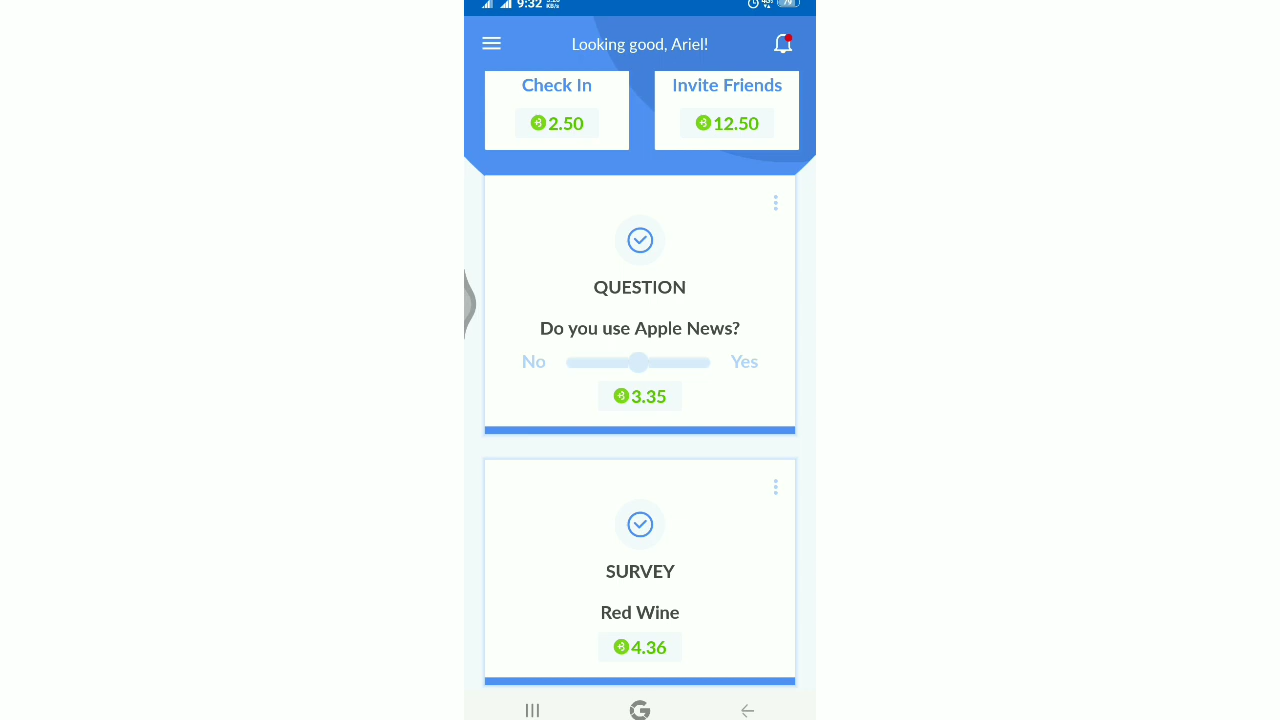 9:32
Looking good, Ariel!
Check In
2.50
Invite Friends
12.50
QUESTION
Do you use Apple News?
No
Yes
3.35
SURVEY
Red Wine
4.36